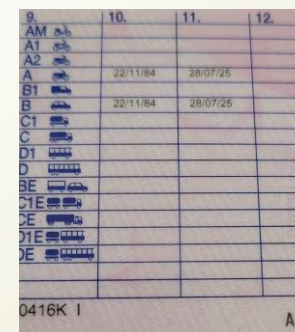 9. 10. 11. 12.
AM
A1
A2
A 22/11/84 28/07/25
B1
B 22/11/84 28/07/25
C1
C
D1
D
BE
C1E
CE
D1E
DE
0416K I
A